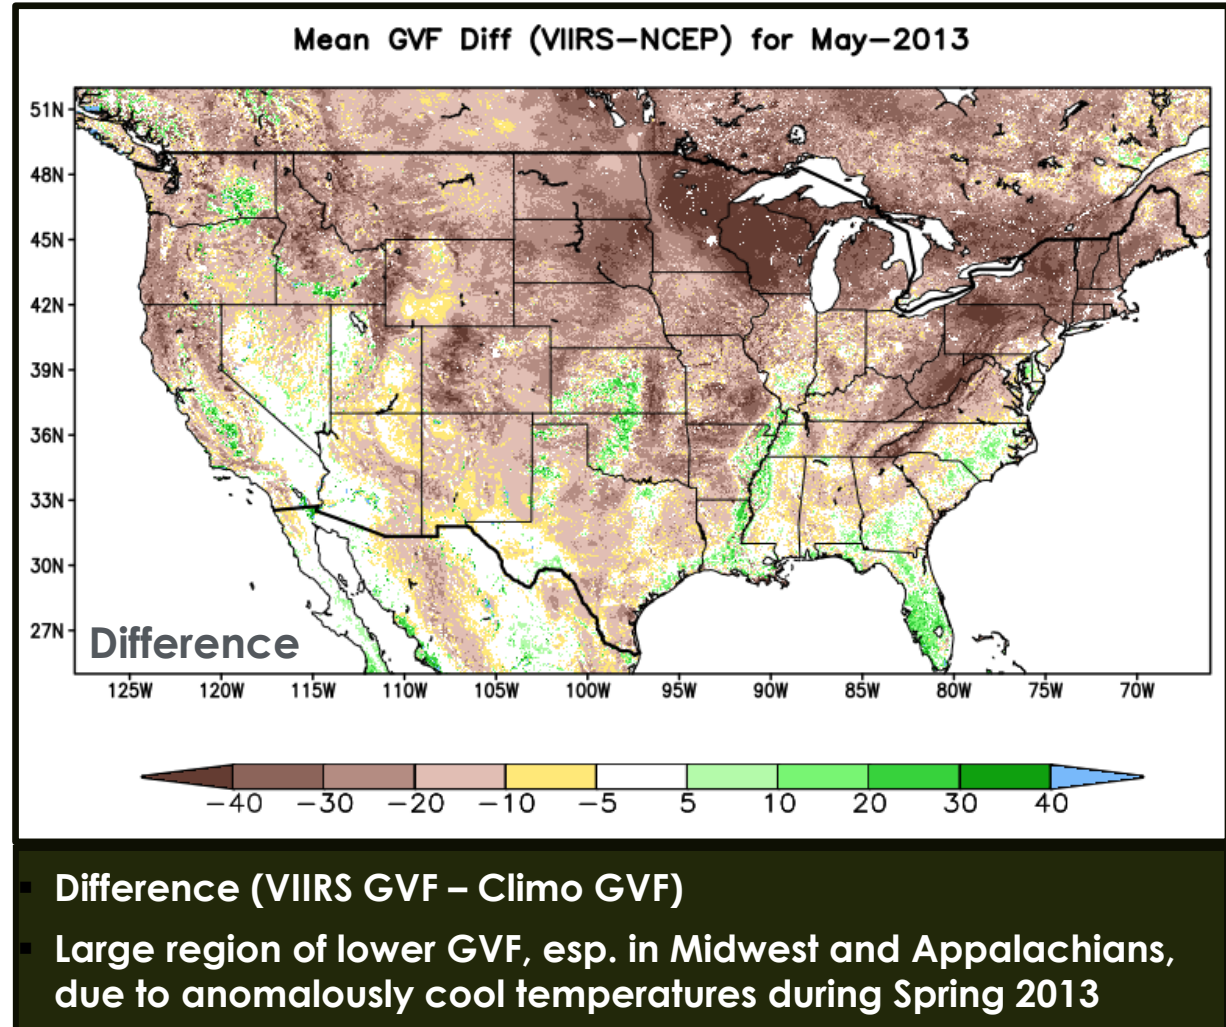 Mean GVF Diff (VIIRS–NCEP) for May–2013
51N
48N
45N
42N
39N
36N
33N
30N
27N
Difference
125W 120W 115W 110W 105W 100W 95W 90W 85W 80W 75W 70W
−40 −30 −20 −10 −5 5 10 20 30 40
▪ Difference (VIIRS GVF – Climo GVF)
▪ Large region of lower GVF, esp. in Midwest and Appalachians,
due to anomalously cool temperatures during Spring 2013